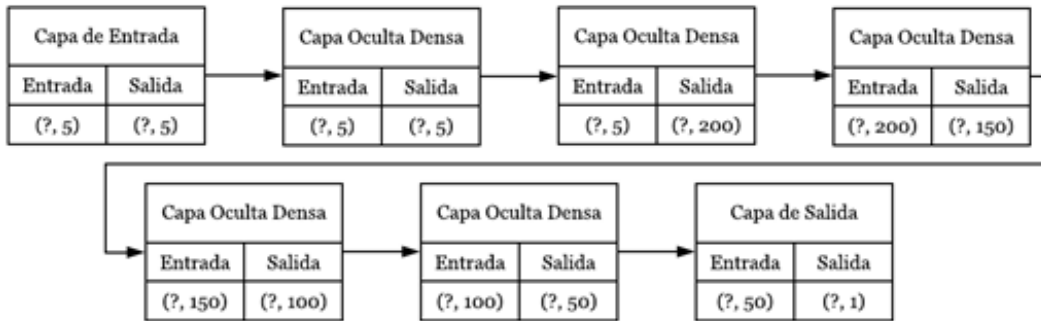 Capa de Entrada
Entrada Salida
(?, 5) (?, 5)
Capa Oculta Densa
Entrada Salida
(?, 5) (?, 5)
Capa Oculta Densa
Entrada Salida
(?, 5) (?, 200)
Capa Oculta Densa
Entrada Salida
(?, 200) (?, 150)
Capa Oculta Densa
Entrada Salida
(?, 150) (?, 100)
Capa Oculta Densa
Entrada Salida
(?, 100) (?, 50)
Capa de Salida
Entrada Salida
(?, 50) (?, 1)